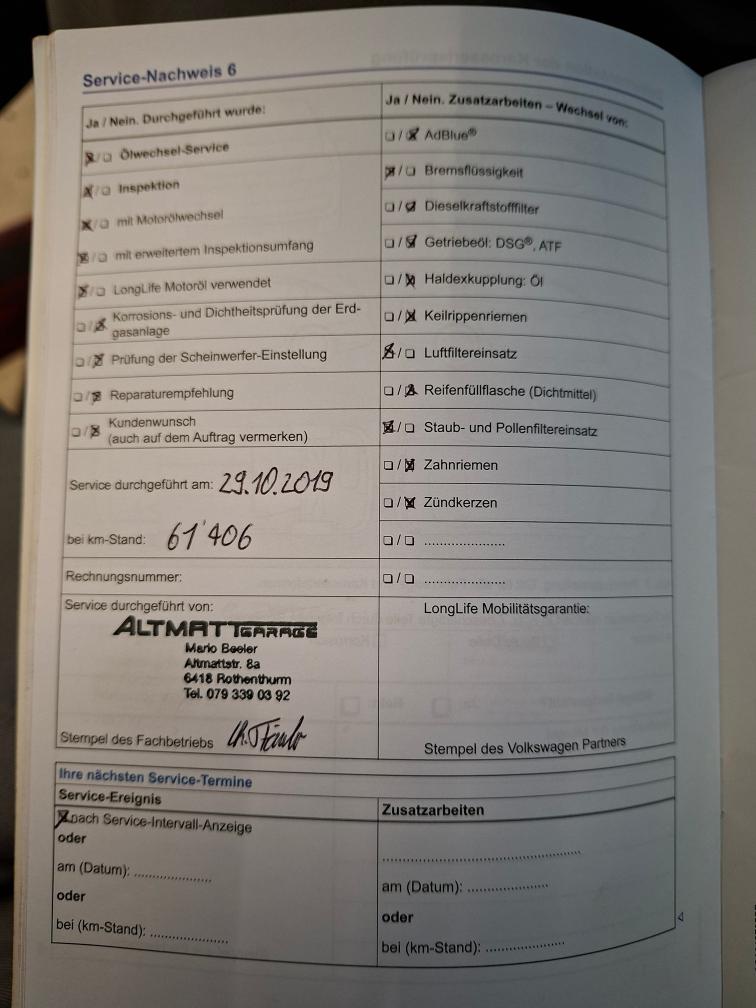 Service-Nachweis 6
Ja / Nein. Durchgeführt wurde:
☒/☐ Ölwechsel-Service
☒/☐ Inspektion
☒/☐ mit Motorölwechsel
☒/☐ mit erweitertem Inspektionsumfang
☒/☐ LongLife Motoröl verwendet
☐/☒ Korrosions- und Dichtheitsprüfung der Erd-
gasanlage
☐/☒ Prüfung der Scheinwerfer-Einstellung
☐/☒ Reparaturempfehlung
☐/☒ Kundenwunsch
(auch auf dem Auftrag vermerken)
Service durchgeführt am: 29.10.2019
bei km-Stand: 61'406
Rechnungsnummer:
Service durchgeführt von:
ALTMATTGARAGE
Mario Beeler
Altmattstr. 8a
6418 Rothenthurm
Tel. 079 339 03 92
Stempel des Fachbetriebs
Ja / Nein. Zusatzarbeiten – Wechsel von:
☐/☒ AdBlue®
☒/☐ Bremsflüssigkeit
☐/☒ Dieselkraftstofffilter
☐/☒ Getriebeöl: DSG®, ATF
☐/☒ Haldexkupplung: Öl
☐/☒ Keilrippenriemen
☒/☐ Luftfiltereinsatz
☐/☒ Reifenfüllflasche (Dichtmittel)
☒/☐ Staub- und Pollenfiltereinsatz
☐/☒ Zahnriemen
☐/☒ Zündkerzen
☐/☐ ......................
☐/☐ ......................
LongLife Mobilitätsgarantie:
Stempel des Volkswagen Partners
Ihre nächsten Service-Termine
Service-Ereignis
☒ nach Service-Intervall-Anzeige
oder
am (Datum): .....................
oder
bei (km-Stand): .....................
Zusatzarbeiten
.....................................................
am (Datum): .....................
oder
bei (km-Stand): .....................